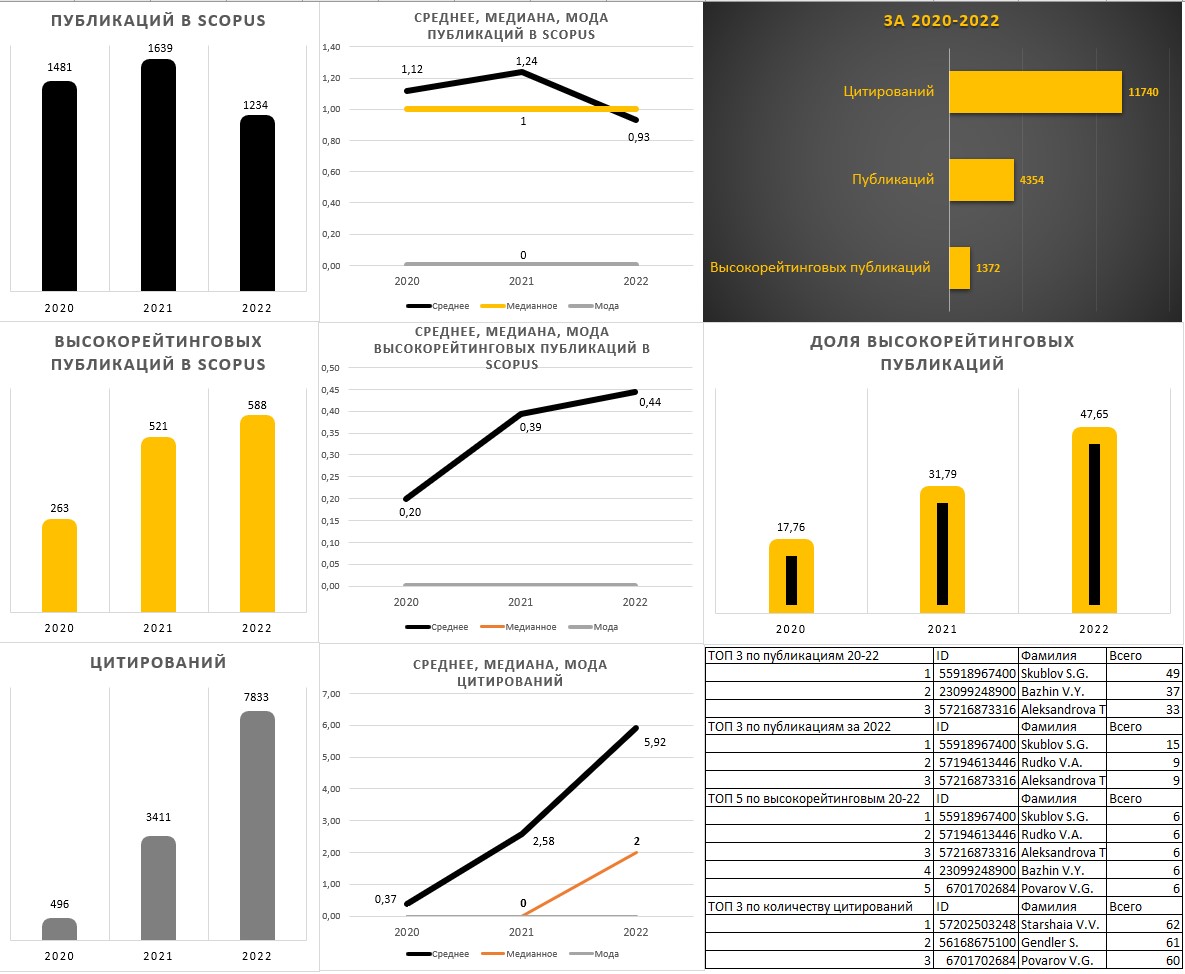 ПУБЛИКАЦИЙ В SCOPUS
1481
1639
1234
2020 2021 2022
СРЕДНЕЕ, МЕДИАНА, МОДА
ПУБЛИКАЦИЙ В SCOPUS
1,40
1,20
1,00
0,80
0,60
0,40
0,20
0,00
1,12
1,24
1
0,93
0
2020 2021 2022
Среднее Медианное Мода
ЗА 2020-2022
Цитирований 11740
Публикаций 4354
Высокорейтинговых публикаций 1372
ВЫСОКОРЕЙТИНГОВЫХ
ПУБЛИКАЦИЙ В SCOPUS
263
521
588
2020 2021 2022
СРЕДНЕЕ, МЕДИАНА, МОДА
ВЫСОКОРЕЙТИНГОВЫХ ПУБЛИКАЦИЙ В
SCOPUS
0,50
0,45
0,40
0,35
0,30
0,25
0,20
0,15
0,10
0,05
0,00
0,20
0,39
0,44
2020 2021 2022
Среднее Медианное Мода
ДОЛЯ ВЫСОКОРЕЙТИНГОВЫХ
ПУБЛИКАЦИЙ
17,76
31,79
47,65
2020 2021 2022
ЦИТИРОВАНИЙ
496
3411
7833
2020 2021 2022
СРЕДНЕЕ, МЕДИАНА, МОДА
ЦИТИРОВАНИЙ
7,00
6,00
5,00
4,00
3,00
2,00
1,00
0,00
0,37
2,58
5,92
0
2
2020 2021 2022
Среднее Медианное Мода
ТОП 3 по публикациям 20-22 ID Фамилия Всего
1 55918967400 Skublov S.G. 49
2 23099248900 Bazhin V.Y. 37
3 57216873316 Aleksandrova T 33
ТОП 3 по публикациям за 2022 ID Фамилия Всего
1 55918967400 Skublov S.G. 15
2 57194613446 Rudko V.A. 9
3 57216873316 Aleksandrova T 9
ТОП 5 по высокорейтинговым 20-22 ID Фамилия Всего
1 55918967400 Skublov S.G. 6
2 57194613446 Rudko V.A. 6
3 57216873316 Aleksandrova T 6
4 23099248900 Bazhin V.Y. 6
5 6701702684 Povarov V.G. 6
ТОП 3 по количеству цитирований ID Фамилия Всего
1 57202503248 Starshaia V.V. 62
2 56168675100 Gendler S. 61
3 6701702684 Povarov V.G. 60